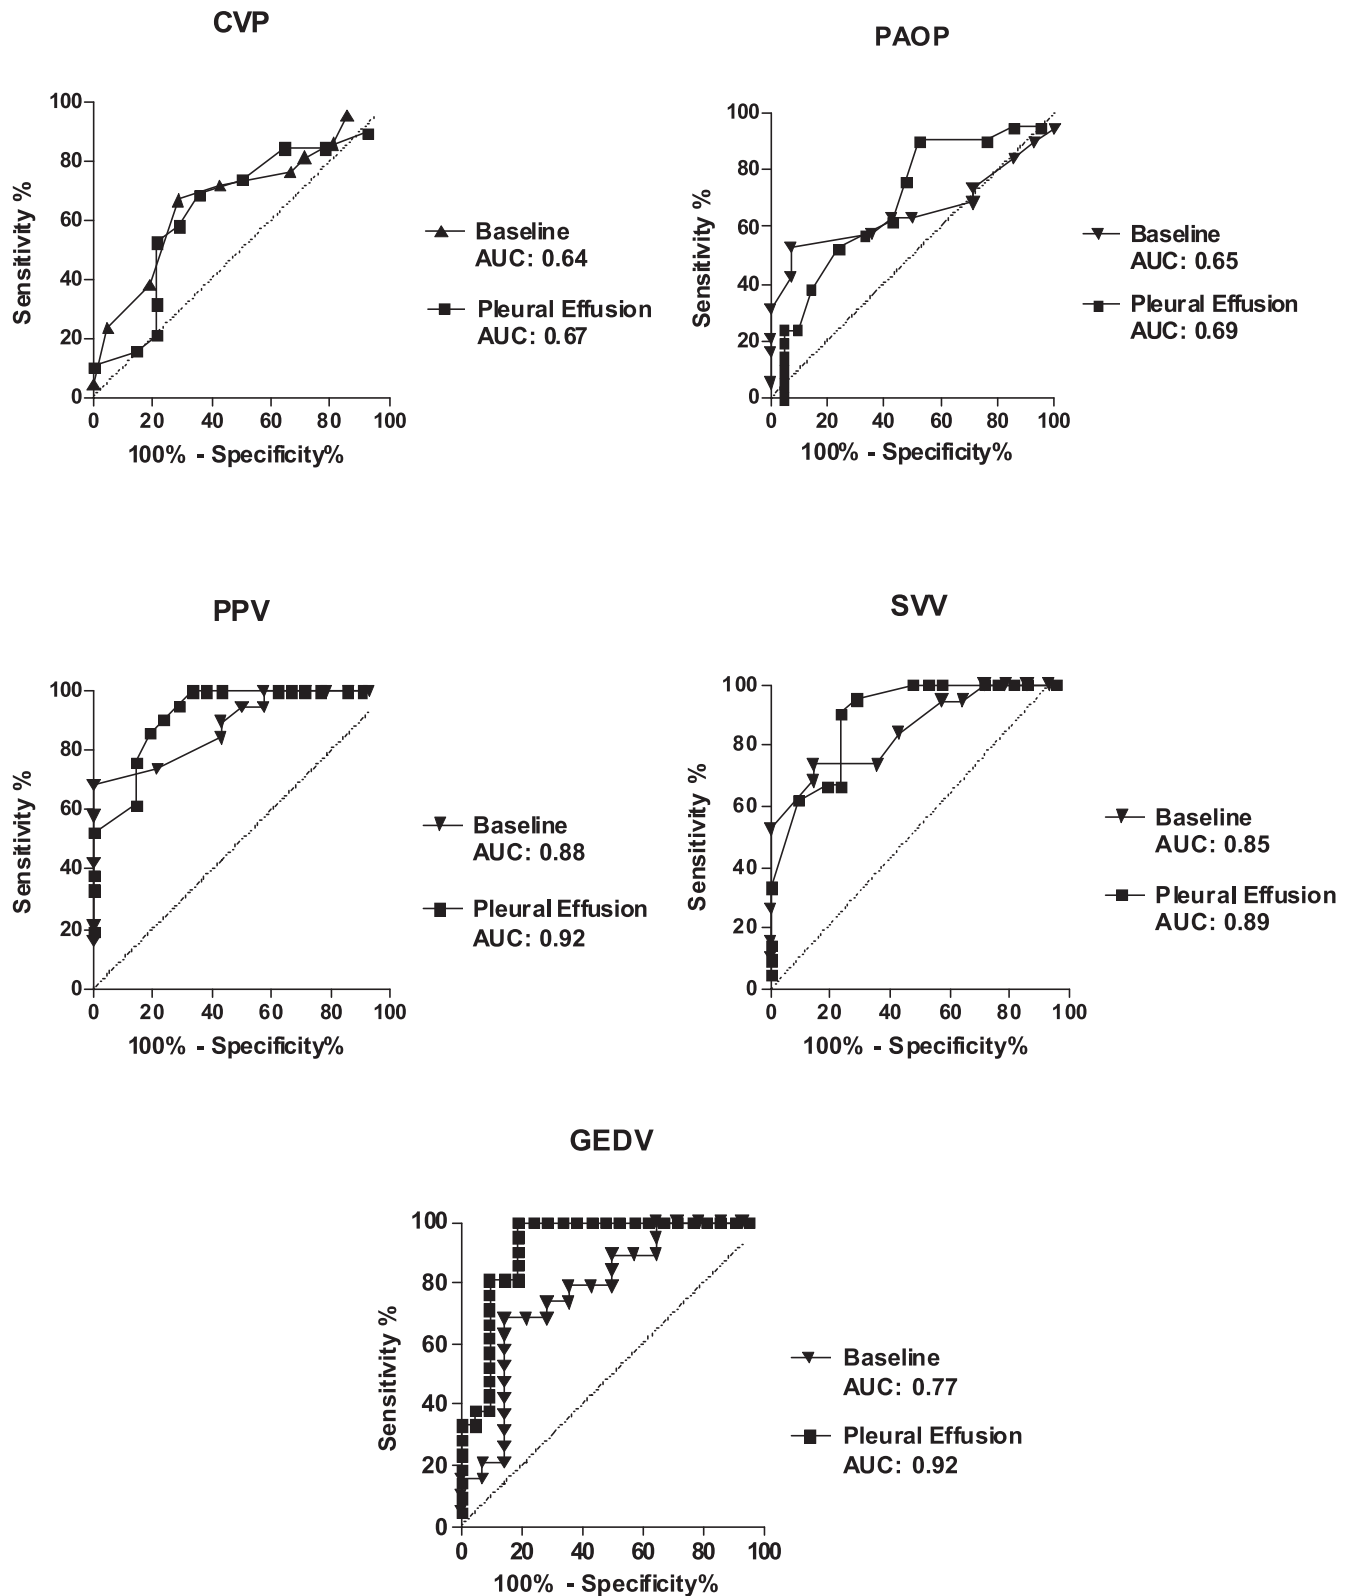 CVP
100
80
60
40
20
0
Sensitivity %
0 20 40 60 80 100
100% - Specificity%
Baseline
AUC: 0.64
Pleural Effusion
AUC: 0.67
PAOP
100
80
60
40
20
0
Sensitivity %
0 20 40 60 80 100
100% - Specificity%
Baseline
AUC: 0.65
Pleural Effusion
AUC: 0.69
PPV
100
80
60
40
20
0
Sensitivity %
0 20 40 60 80 100
100% - Specificity%
Baseline
AUC: 0.88
Pleural Effusion
AUC: 0.92
SVV
100
80
60
40
20
0
Sensitivity %
0 20 40 60 80 100
100% - Specificity%
Baseline
AUC: 0.85
Pleural Effusion
AUC: 0.89
GEDV
100
80
60
40
20
0
Sensitivity %
0 20 40 60 80 100
100% - Specificity%
Baseline
AUC: 0.77
Pleural Effusion
AUC: 0.92